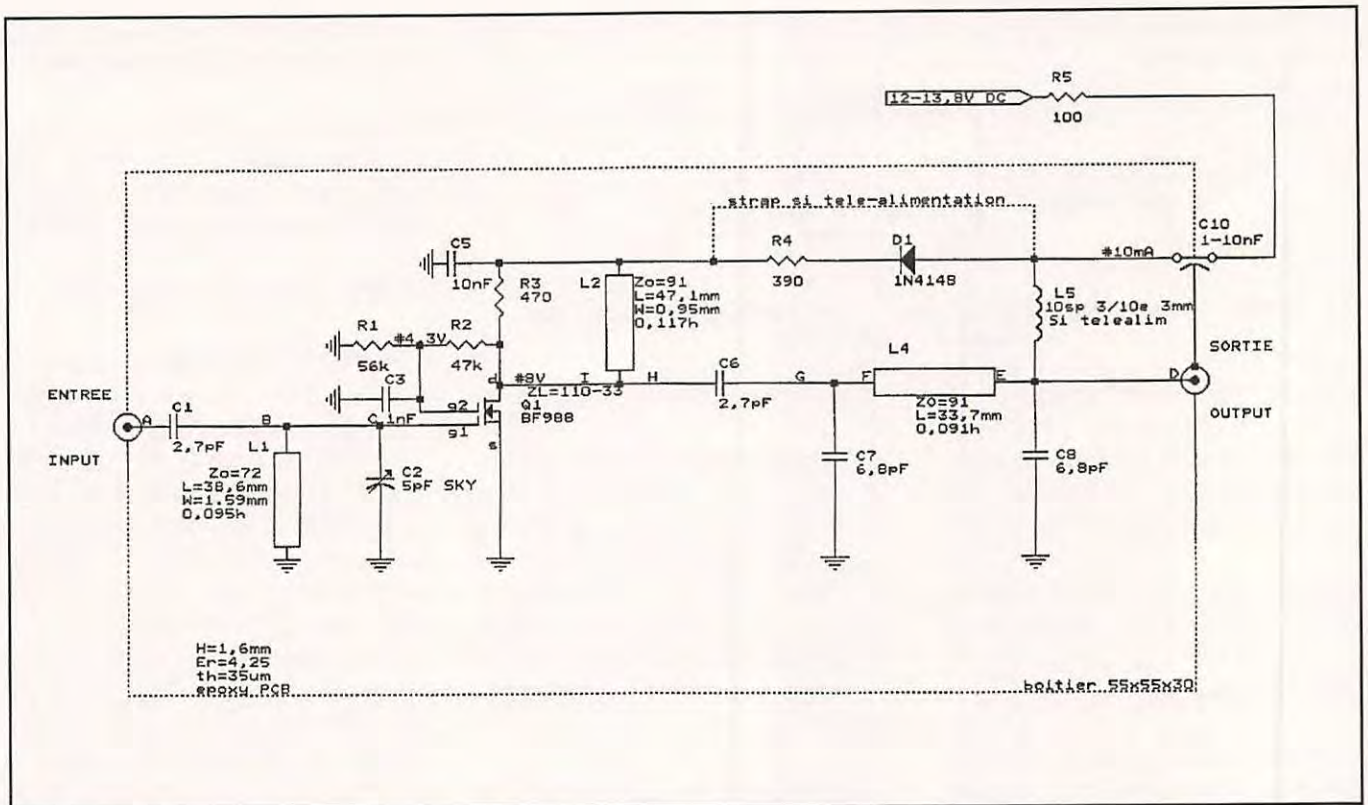 R5
12-13,8V DC
100
strap si tele-alimentation
C10
1-10nF
C5
R4
D1
#10mA
10nF
R3
470
L2
Zo=91
L=47,1mm
W=0,95mm
0,117h
390
1N4148
L5
10sp 3/10e 3mm
Si telealim
R1
#4,3V
R2
56k
47k
L4
SORTIE
C3
d
#8V
I
H
C6
G
F
E
D
ZL=110-33
ENTREE
g2
Q1
BF988
2,7pF
Zo=91
L=33,7mm
0,091h
OUTPUT
A
C1
B
C
1nF
g1
s
INPUT
2,7pF
L1
C2
5pF SKY
C7
6,8pF
C8
6,8pF
Zo=72
L=38,6mm
W=1.59mm
0,095h
H=1,6mm
Er=4,25
th=35um
epoxy PCB
boitier 55x55x30